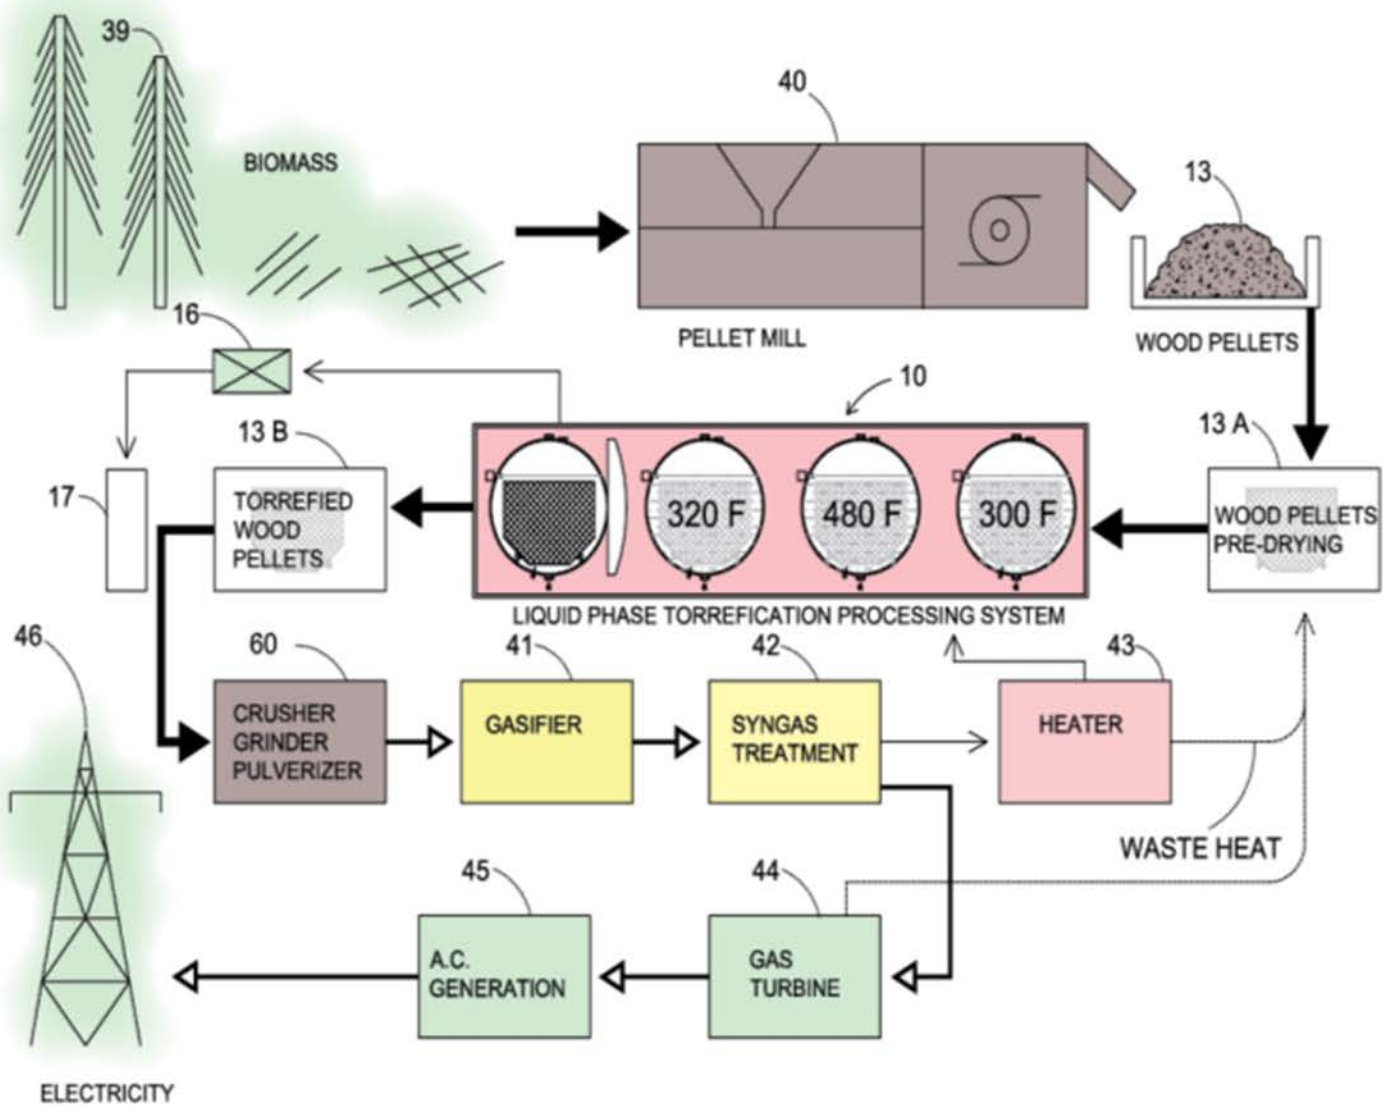 39
40
BIOMASS
13
16
PELLET MILL
WOOD PELLETS
10
13 B
13 A
17
TORREFIED
WOOD
PELLETS
320 F
480 F
300 F
WOOD PELLETS
PRE-DRYING
LIQUID PHASE TORREFICATION PROCESSING SYSTEM
46
60
41
42
43
CRUSHER
GRINDER
PULVERIZER
GASIFIER
SYNGAS
TREATMENT
HEATER
WASTE HEAT
45
44
A.C.
GENERATION
GAS
TURBINE
ELECTRICITY